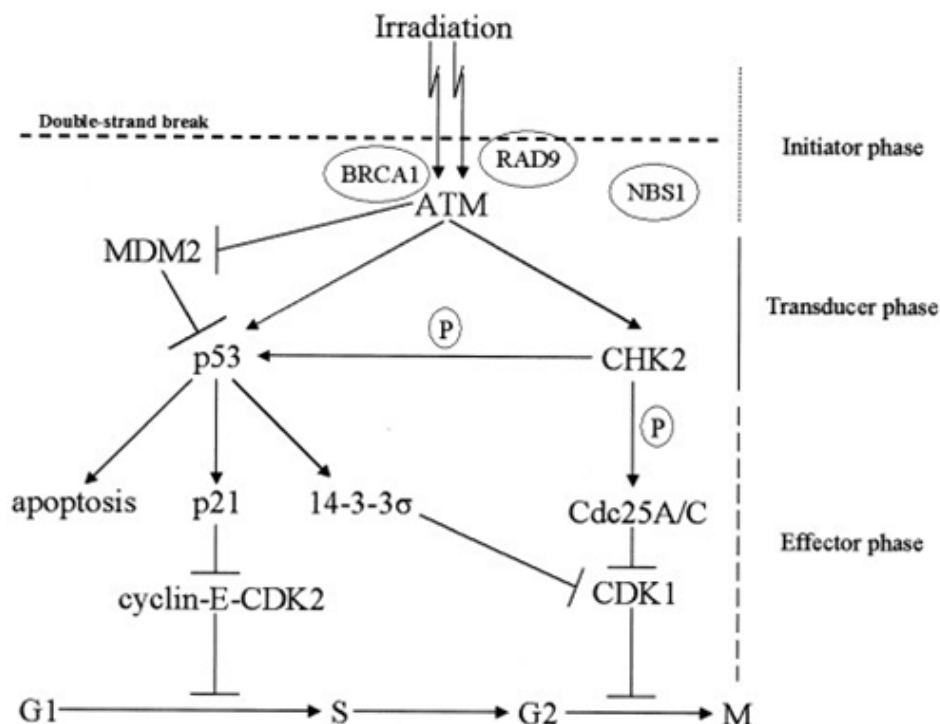 Irradiation
Double-strand break
Initiator phase
BRCA1
RAD9
NBS1
ATM
MDM2
Transducer phase
P
p53
CHK2
P
apoptosis
p21
14-3-3σ
Cdc25A/C
Effector phase
cyclin-E-CDK2
CDK1
G1
S
G2
M